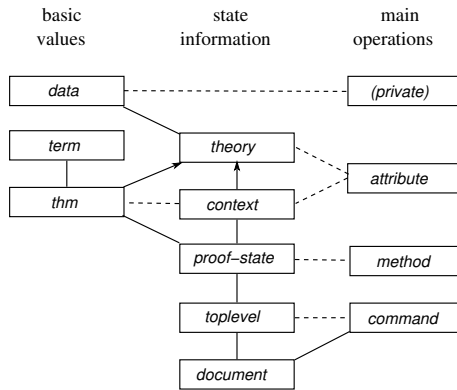 basic values
state information
main operations
data
(private)
term
theory
thm
attribute
context
proof−state
method
toplevel
command
document